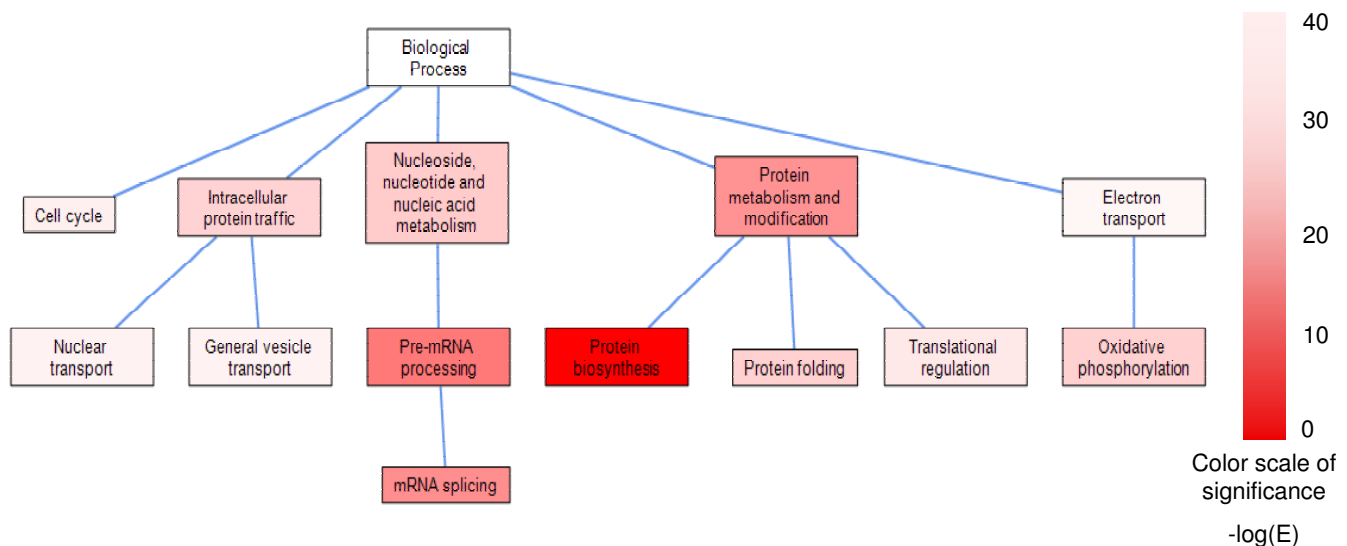 Biological
Process
Cell cycle
Intracellular
protein traffic
Nucleoside,
nucleotide and
nucleic acid
metabolism
Protein
metabolism and
modification
Electron
transport
Nuclear
transport
General vesicle
transport
Pre-mRNA
processing
Protein
biosynthesis
Protein folding
Translational
regulation
Oxidative
phosphorylation
mRNA splicing
40
30
20
10
0
Color scale of
significance
-log(E)